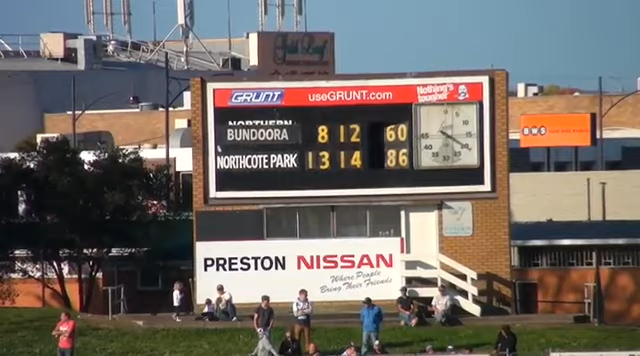 GRUNT useGRUNT.com Nothing's tougher
NORTHERN
BUNDOORA 8 12 60
NORTHCOTE PARK 13 14 86
BWS
PRESTON NISSAN
Where People
Bring Their Friends